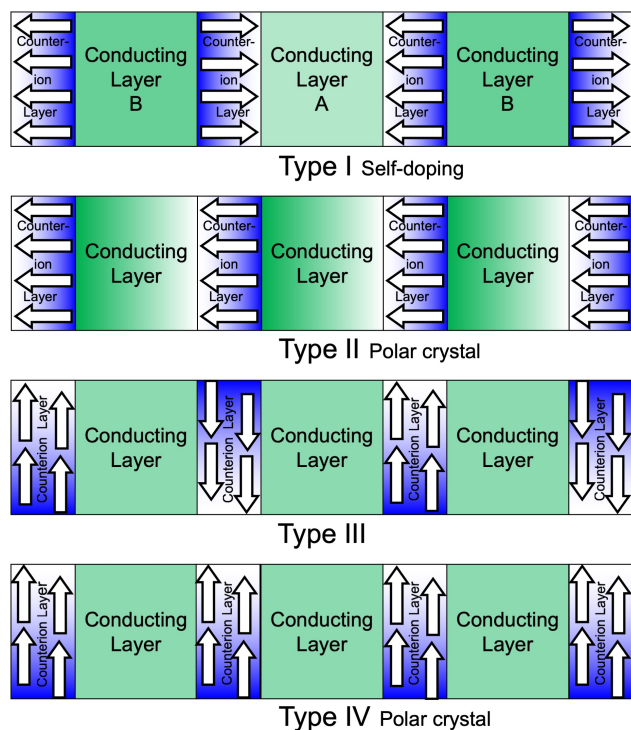 Counter-
ion
Layer
Conducting
Layer
B
Counter-
ion
Layer
Conducting
Layer
A
Counter-
ion
Layer
Conducting
Layer
B
Counter-
ion
Layer
Type I Self-doping
Counter-
ion
Layer
Conducting
Layer
Counter-
ion
Layer
Conducting
Layer
Counter-
ion
Layer
Conducting
Layer
Counter-
ion
Layer
Type II Polar crystal
Counterion Layer
Conducting
Layer
Counterion Layer
Conducting
Layer
Counterion Layer
Conducting
Layer
Counterion Layer
Type III
Counterion Layer
Conducting
Layer
Counterion Layer
Conducting
Layer
Counterion Layer
Conducting
Layer
Counterion Layer
Type IV Polar crystal